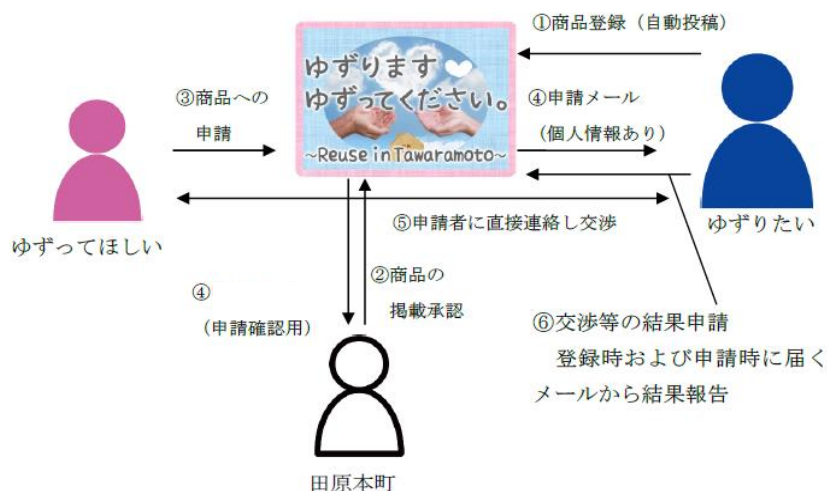 ①商品登録（自動投稿）
ゆずります
ゆずってください。
~Reuse in Tawaramoto~
③商品への
申請
④申請メール
（個人情報あり）
ゆずってほしい
ゆずりたい
⑤申請者に直接連絡し交渉
②商品の
掲載承認
④
（申請確認用）
⑥交渉等の結果申請
登録時および申請時に届く
メールから結果報告
田原本町